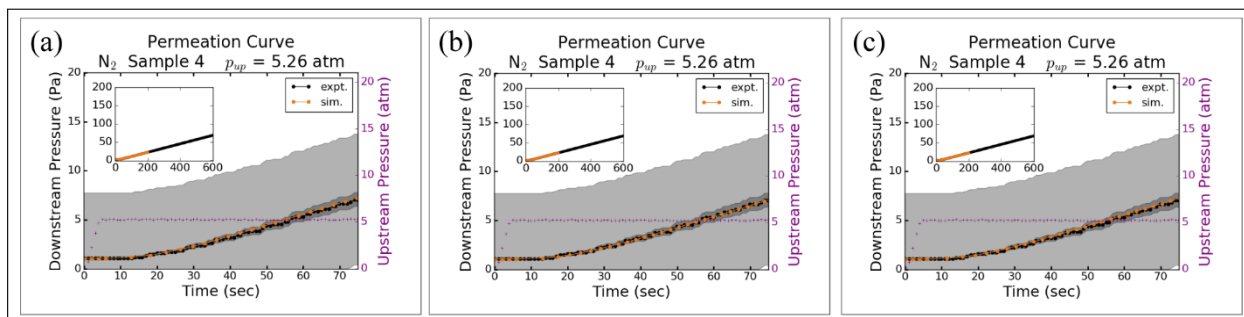 (a)
Permeation Curve
N₂ Sample 4 p_up = 5.26 atm
Downstream Pressure (Pa)
20
15
10
5
0
200
150
100
50
0
0 200 400 600
expt.
sim.
20
15
10
5
0
Upstream Pressure (atm)
0 10 20 30 40 50 60 70
Time (sec)
(b)
Permeation Curve
N₂ Sample 4 p_up = 5.26 atm
Downstream Pressure (Pa)
20
15
10
5
0
200
150
100
50
0
0 200 400 600
expt.
sim.
20
15
10
5
0
Upstream Pressure (atm)
0 10 20 30 40 50 60 70
Time (sec)
(c)
Permeation Curve
N₂ Sample 4 p_up = 5.26 atm
Downstream Pressure (Pa)
20
15
10
5
0
200
150
100
50
0
0 200 400 600
expt.
sim.
20
15
10
5
0
Upstream Pressure (atm)
0 10 20 30 40 50 60 70
Time (sec)